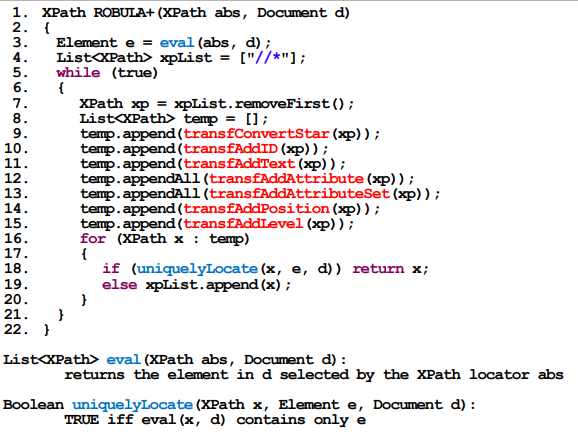 1. XPath ROBULA+(XPath abs, Document d)
2. {
3. Element e = eval(abs, d);
4. List<XPath> xpList = ["//*"];
5. while (true)
6. {
7. XPath xp = xpList.removeFirst();
8. List<XPath> temp = [];
9. temp.append(transfConvertStar(xp));
10. temp.append(transfAddID(xp));
11. temp.append(transfAddText(xp));
12. temp.appendAll(transfAddAttribute(xp));
13. temp.appendAll(transfAddAttributeSet(xp));
14. temp.append(transfAddPosition(xp));
15. temp.append(transfAddLevel(xp));
16. for (XPath x : temp)
17. {
18. if (uniquelyLocate(x, e, d)) return x;
19. else xpList.append(x);
20. }
21. }
22. }
List<XPath> eval(XPath abs, Document d):
returns the element in d selected by the XPath locator abs
Boolean uniquelyLocate(XPath x, Element e, Document d):
TRUE iff eval(x, d) contains only e